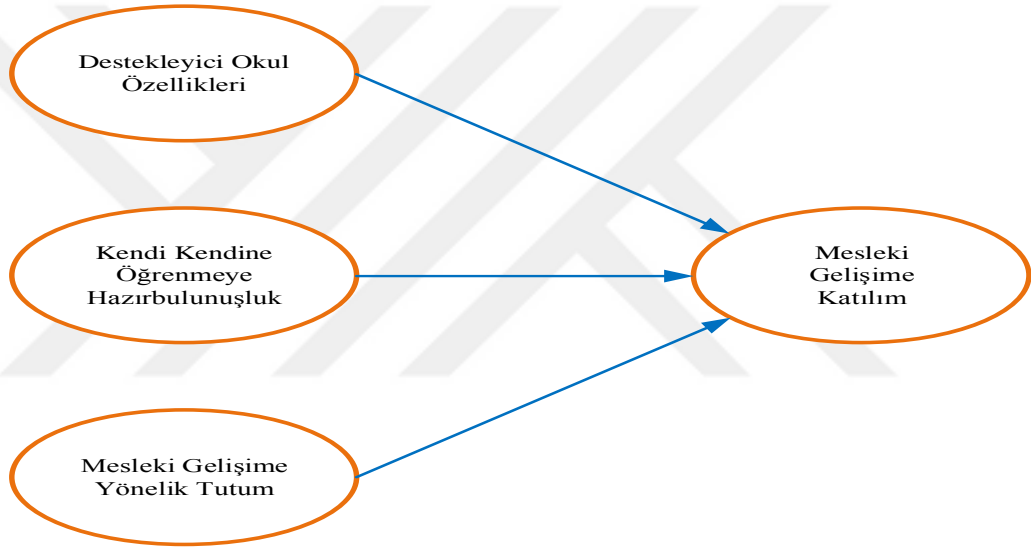 Destekleyici Okul
Özellikleri
Kendi Kendine
Öğrenmeye
Hazırbulunuşluk
Mesleki Gelişime
Yönelik Tutum
Mesleki
Gelişime
Katılım